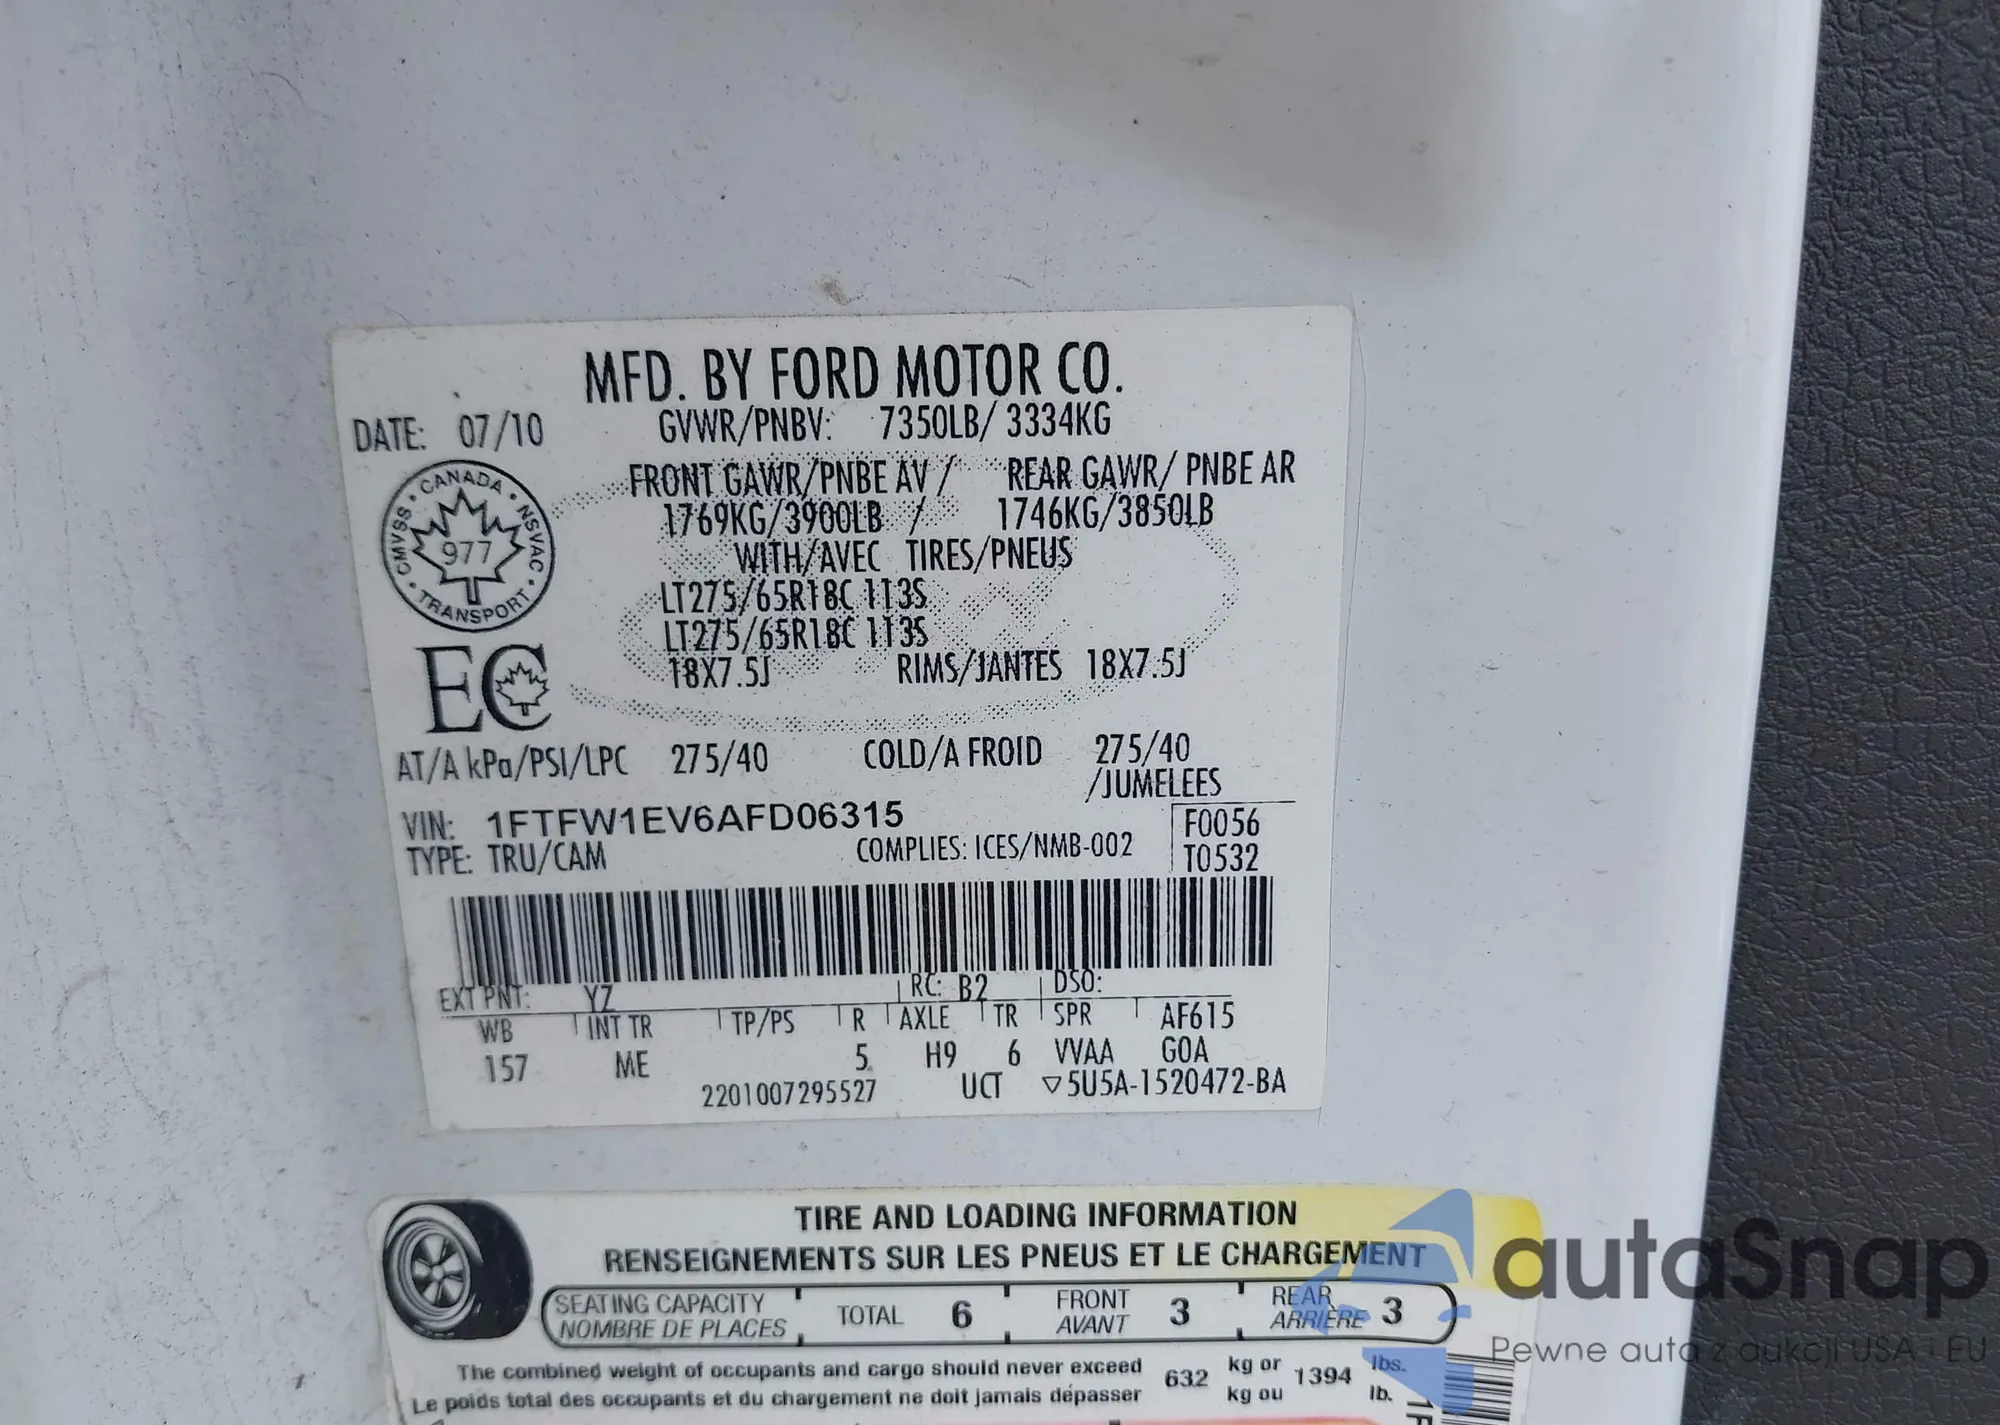 MFD. BY FORD MOTOR CO.
DATE: 07/10 GVWR/PNBV: 7350LB/ 3334KG
FRONT GAWR/PNBE AV / REAR GAWR/ PNBE AR
1769KG/3900LB / 1746KG/3850LB
WITH/AVEC TIRES/PNEUS
LT275/65R18C 113S
LT275/65R18C 113S
18X7.5J RIMS/JANTES 18X7.5J
CANADA
CMVSS • NSVAC
977
TRANSPORT
EC
AT/A kPa/PSI/LPC 275/40 COLD/A FROID 275/40
/JUMELEES
VIN: 1FTFW1EV6AFD06315 F0056
TYPE: TRU/CAM COMPLIES: ICES/NMB-002 T0532
EXT PNT: YZ RC: B2 DSO:
WB INT TR TP/PS R AXLE TR SPR AF615
157 ME 5 H9 6 VVAA GOA
2201007295527 UCT ▽5U5A-1520472-BA
TIRE AND LOADING INFORMATION
RENSEIGNEMENTS SUR LES PNEUS ET LE CHARGEMENT
SEATING CAPACITY TOTAL 6 FRONT 3 REAR 3
NOMBRE DE PLACES AVANT ARRIÈRE
The combined weight of occupants and cargo should never exceed 632 kg or 1394 lbs.
Le poids total des occupants et du chargement ne doit jamais dépasser kg ou lb.
autaSnap
Pewne auta z aukcji USA i EU